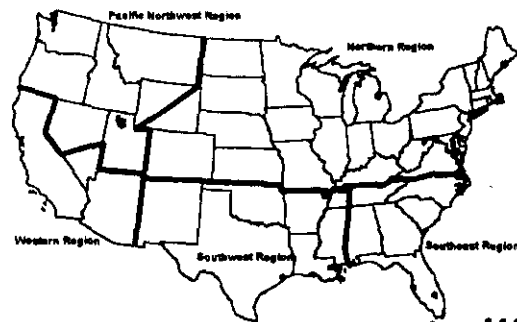 Pacific Northwest Region
Northern Region
Western Region
Southwest Region
Southeast Region